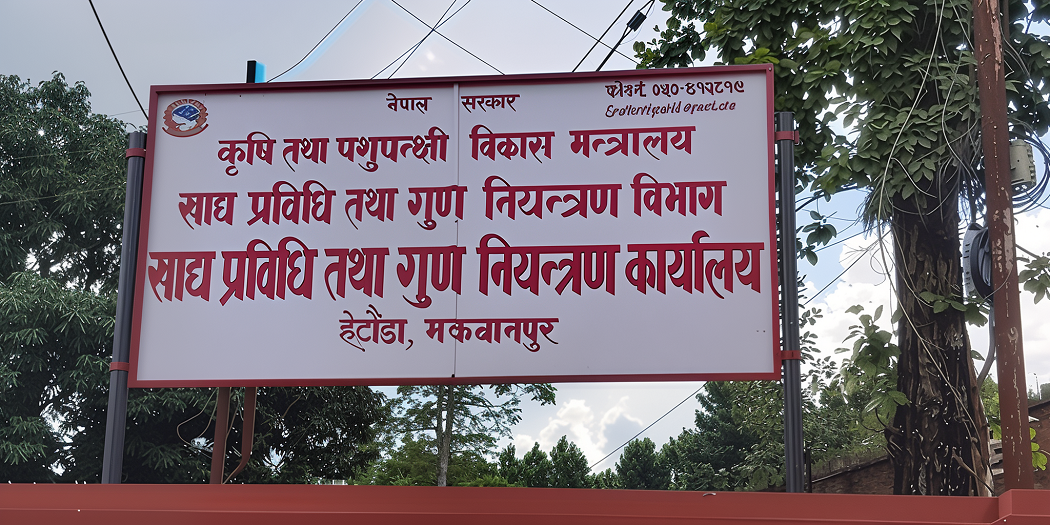 नेपाल सरकार
कृषि तथा पशुपन्क्षी विकास मन्त्रालय
खाद्य प्रविधि तथा गुण नियन्त्रण विभाग
खाद्य प्रविधि तथा गुण नियन्त्रण कार्यालय
हेटौंडा, मकवानपुर